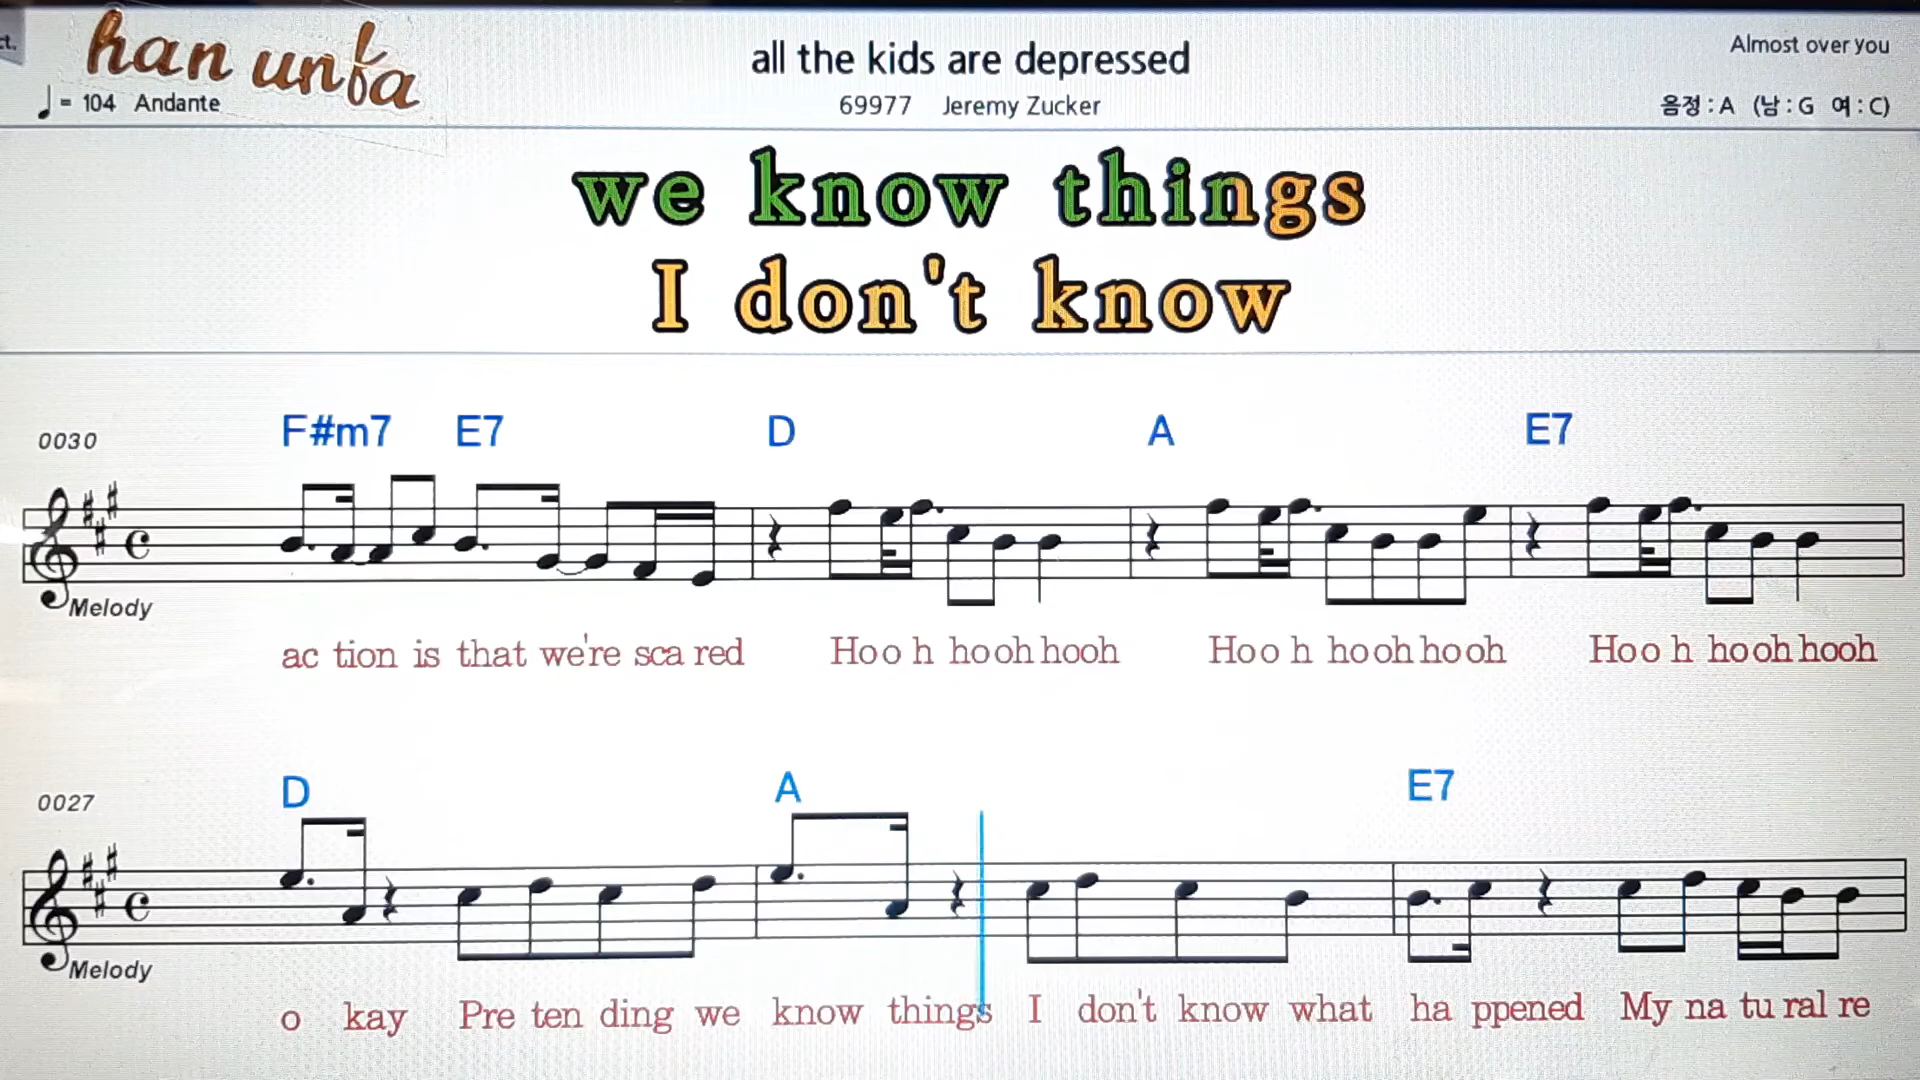 ct.
han unfa
all the kids are depressed
Almost over you
♩ = 104 Andante
69977 Jeremy Zucker
음정 : A (남 : G 여 : C)
we know things
I don't know
0030
F#m7 E7 D A E7
Melody
ac tion is that we're sca red Hoo h hooh hooh Hoo h hooh hooh Hoo h hooh hooh
0027
D A E7
Melody
o kay Pre ten ding we know things I don't know what ha ppened My na tu ral re